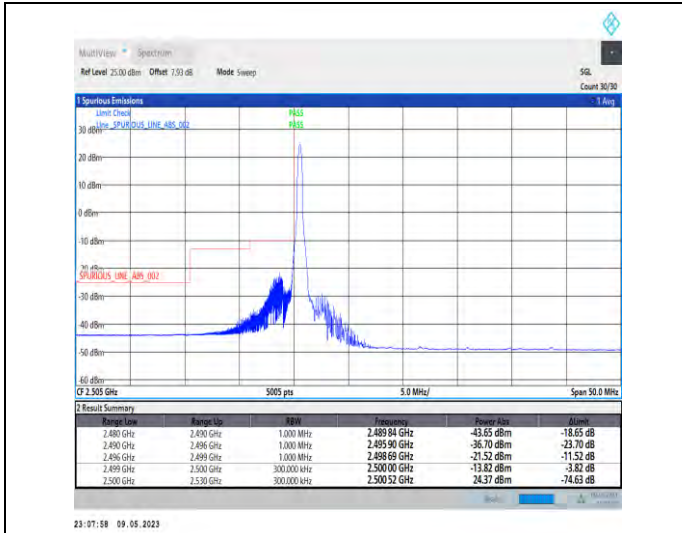 MultiView Spectrum
Ref Level 25.00 dBm Offset 7.93 dB Mode Sweep SGL
Count 30/30
1 Spurious Emissions 1 Avg
Limit Check PASS
Line _SPURIOUS_LINE_ABS_002 PASS
30 dBm
20 dBm
10 dBm
0 dBm
-10 dBm
-20 dBm
SPURIOUS_LINE_ABS_002
-30 dBm
-40 dBm
-50 dBm
-60 dBm
CF 2.505 GHz 5005 pts 5.0 MHz/ Span 50.0 MHz
2 Result Summary
Range Low Range Up RBW Frequency Power Abs ΔLimit
2.480 GHz 2.490 GHz 1.000 MHz 2.489 84 GHz -43.65 dBm -18.65 dB
2.490 GHz 2.496 GHz 1.000 MHz 2.495 90 GHz -36.70 dBm -23.70 dB
2.496 GHz 2.499 GHz 1.000 MHz 2.498 69 GHz -21.52 dBm -11.52 dB
2.499 GHz 2.500 GHz 300.000 kHz 2.500 00 GHz -13.82 dBm -3.82 dB
2.500 GHz 2.530 GHz 300.000 kHz 2.500 52 GHz 24.37 dBm -74.63 dB
23:07:58 09.05.2023